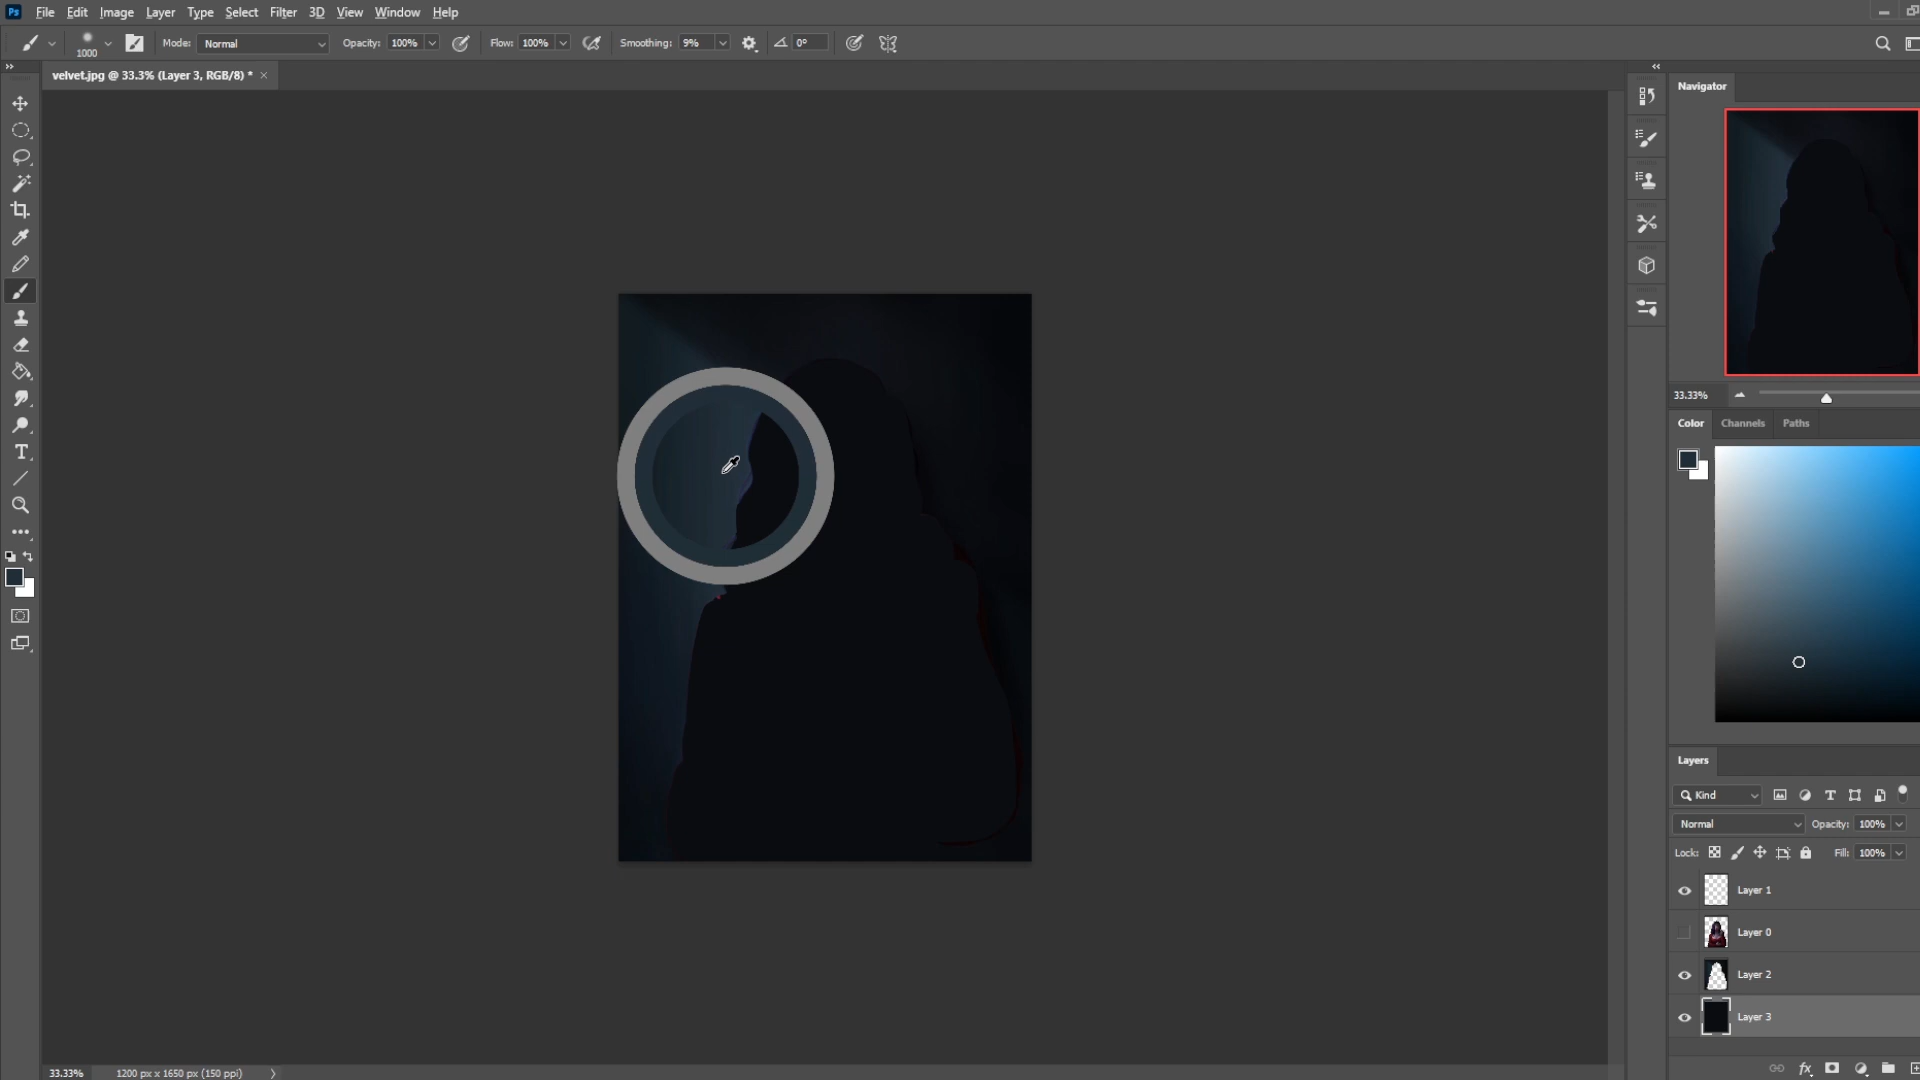 Ps File Edit Image Layer Type Select Filter 3D View Window Help
1000 Mode: Normal Opacity: 100% Flow: 100% Smoothing: 9% 0°
velvet.jpg @ 33.3% (Layer 3, RGB/8) * ×
Navigator
33.33%
Color Channels Paths
Layers
Kind
Normal Opacity: 100%
Lock: Fill: 100%
Layer 1
Layer 0
Layer 2
Layer 3
33.33% 1200 px x 1650 px (150 ppi)